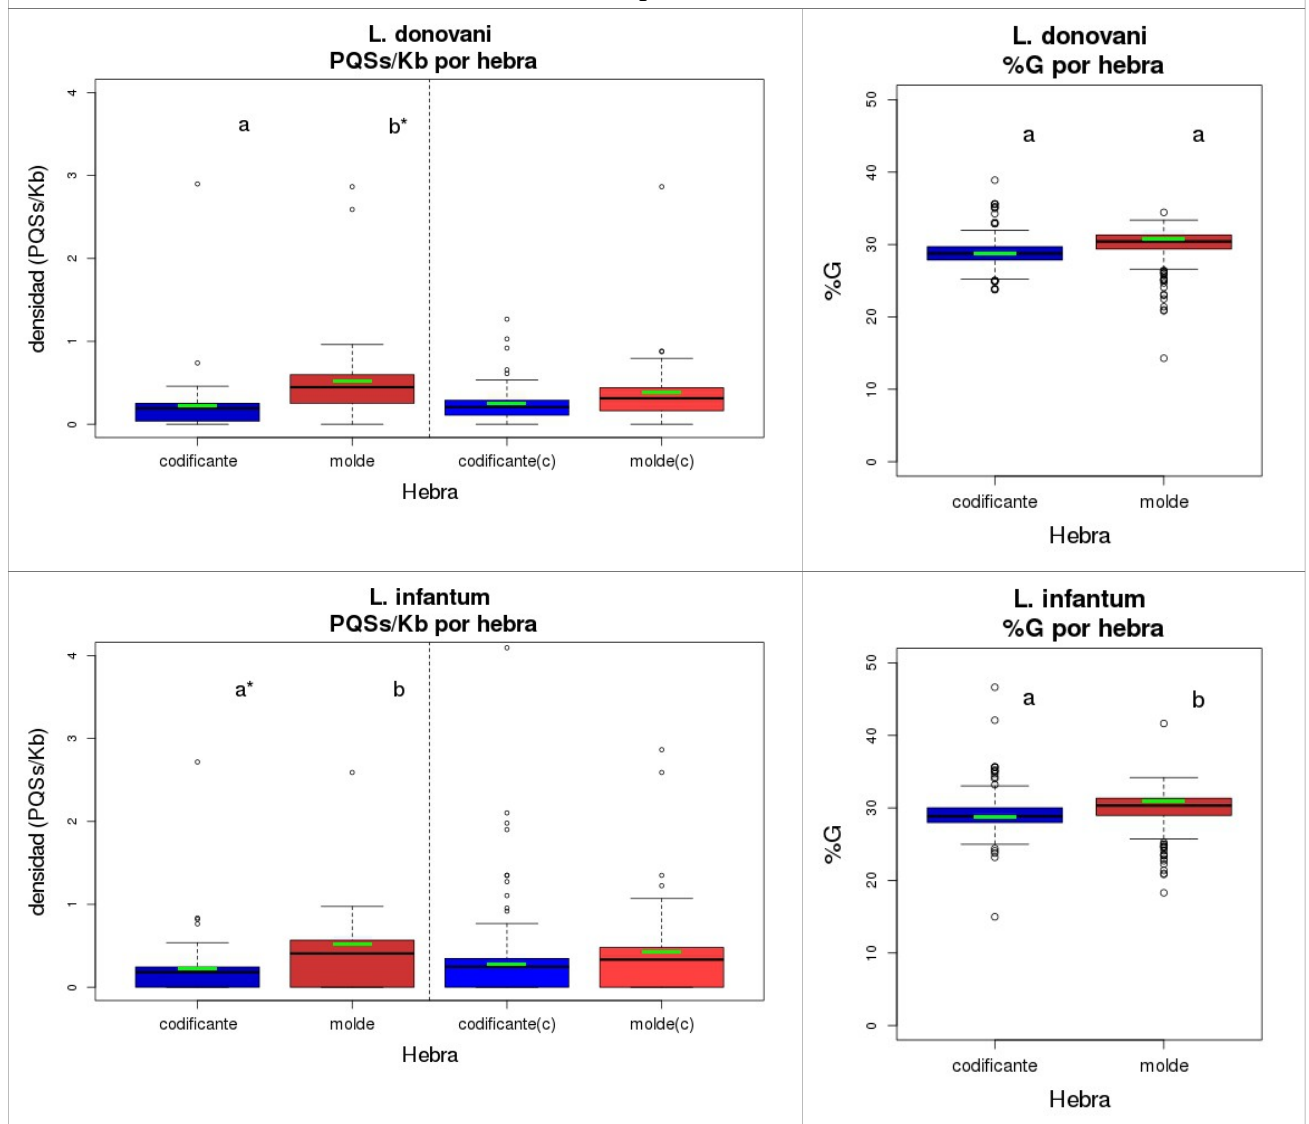 L. donovani
PQSs/Kb por hebra
densidad (PQSs/Kb)
4
3
2
1
0
a
b*
codificante
molde
codificante(c)
molde(c)
Hebra
L. donovani
%G por hebra
%G
50
40
30
20
10
0
a
a
codificante
molde
Hebra
L. infantum
PQSs/Kb por hebra
densidad (PQSs/Kb)
4
3
2
1
0
a*
b
codificante
molde
codificante(c)
molde(c)
Hebra
L. infantum
%G por hebra
%G
50
40
30
20
10
0
a
b
codificante
molde
Hebra